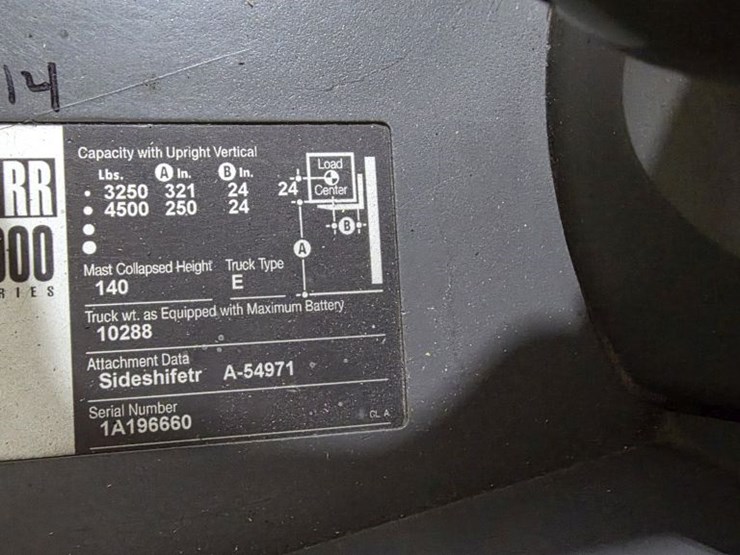 14
RR
000
RIES
Capacity with Upright Vertical
Lbs. A In. B In.
• 3250 321 24
• 4500 250 24
24
Load
Center
B
A
Mast Collapsed Height Truck Type
140 E
Truck wt. as Equipped with Maximum Battery
10288
Attachment Data
Sideshifetr A-54971
Serial Number
1A196660
CL A